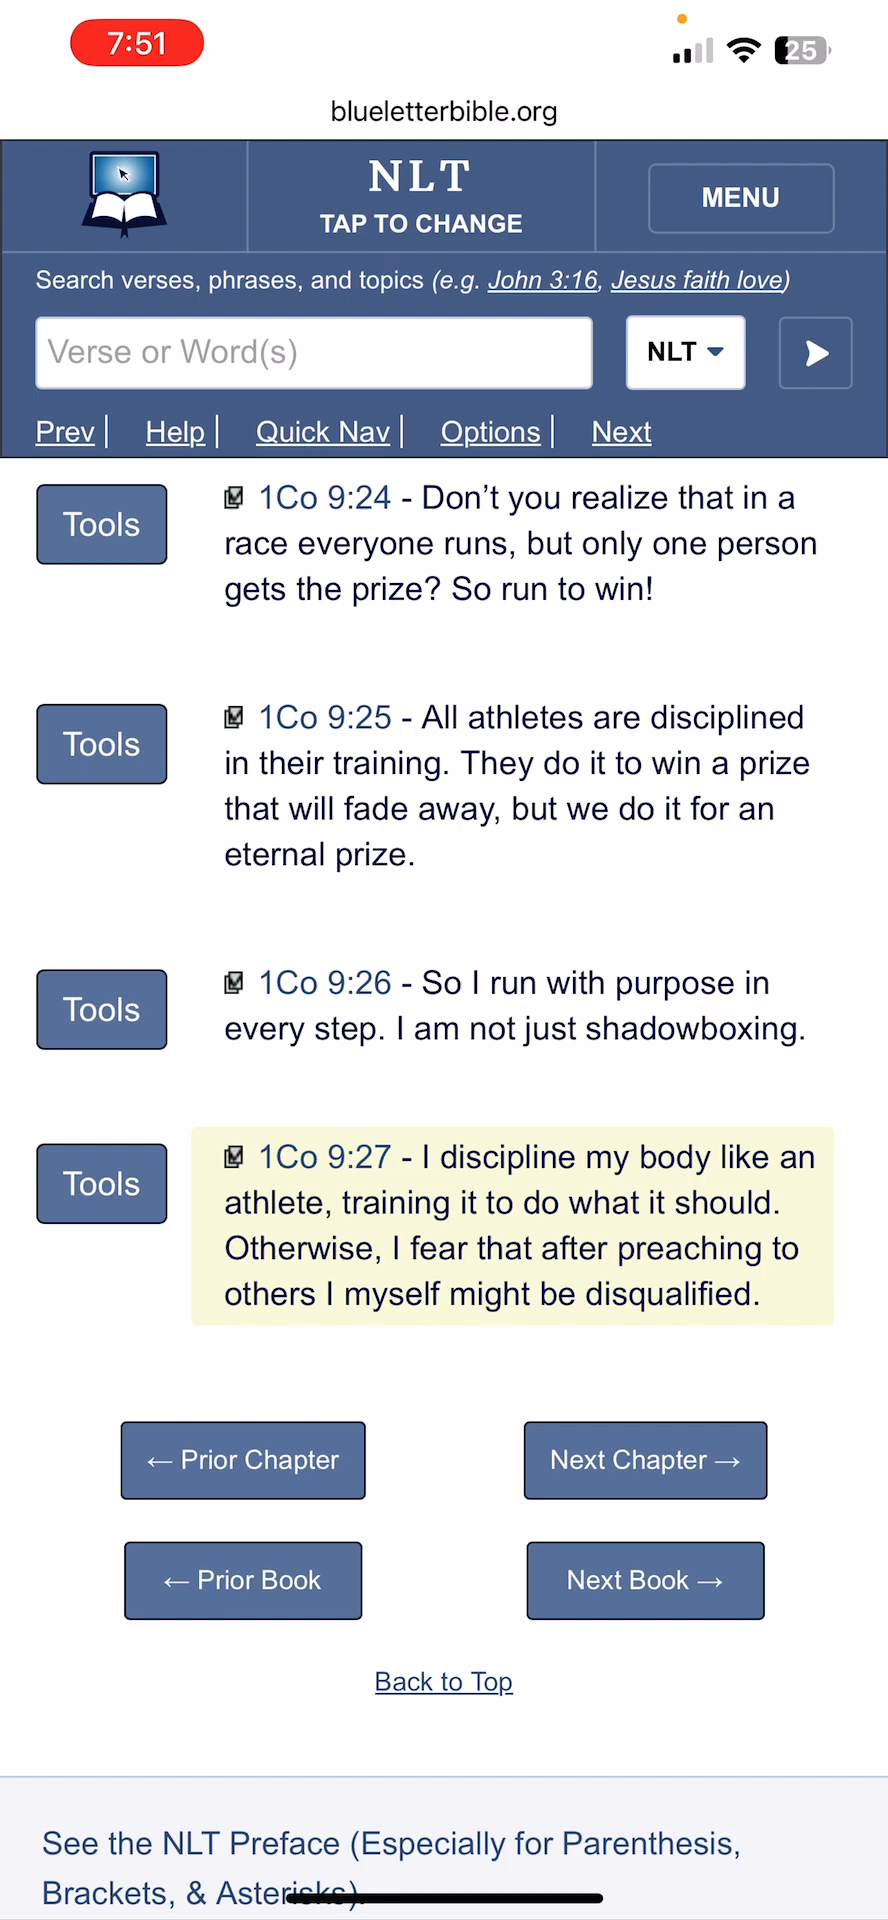 7:51
25
blueletterbible.org
NLT
TAP TO CHANGE
MENU
Search verses, phrases, and topics (e.g. John 3:16, Jesus faith love)
Verse or Word(s)
NLT
Prev | Help | Quick Nav | Options | Next
Tools
1Co 9:24 - Don’t you realize that in a
race everyone runs, but only one person
gets the prize? So run to win!
Tools
1Co 9:25 - All athletes are disciplined
in their training. They do it to win a prize
that will fade away, but we do it for an
eternal prize.
Tools
1Co 9:26 - So I run with purpose in
every step. I am not just shadowboxing.
Tools
1Co 9:27 - I discipline my body like an
athlete, training it to do what it should.
Otherwise, I fear that after preaching to
others I myself might be disqualified.
← Prior Chapter
Next Chapter →
← Prior Book
Next Book →
Back to Top
See the NLT Preface (Especially for Parenthesis,
Brackets, & Asterisks).